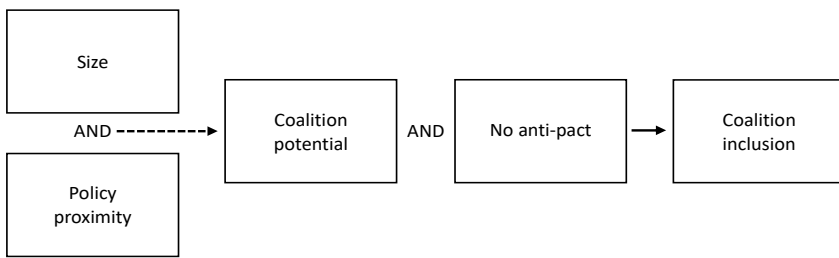 Size
AND
Policy
proximity
Coalition
potential
AND
No anti-pact
Coalition
inclusion